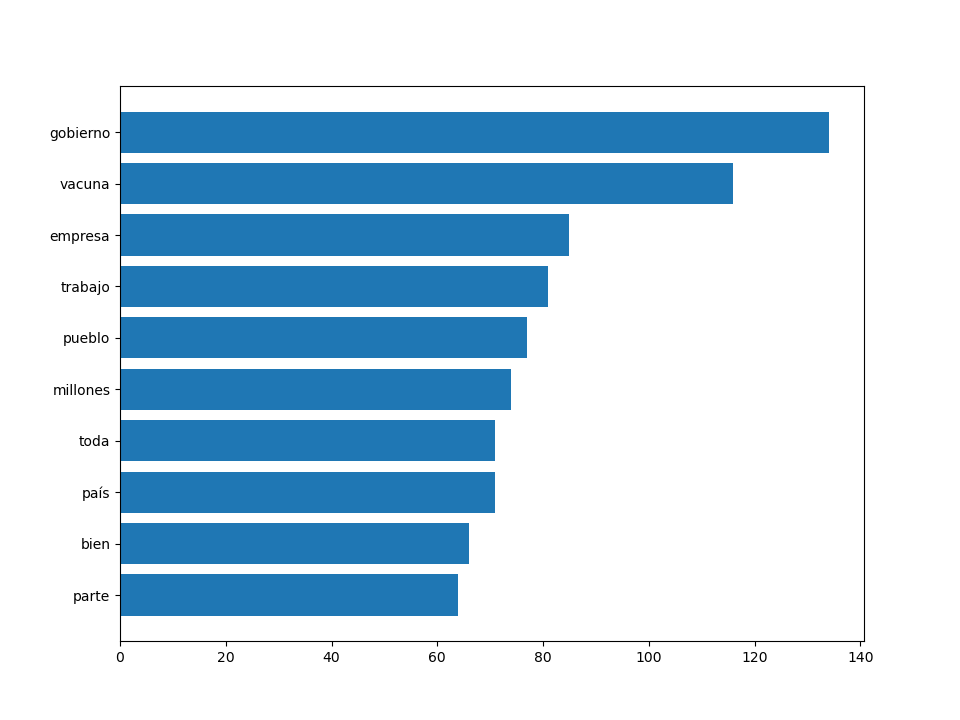 gobierno
vacuna
empresa
trabajo
pueblo
millones
toda
país
bien
parte
0 20 40 60 80 100 120 140